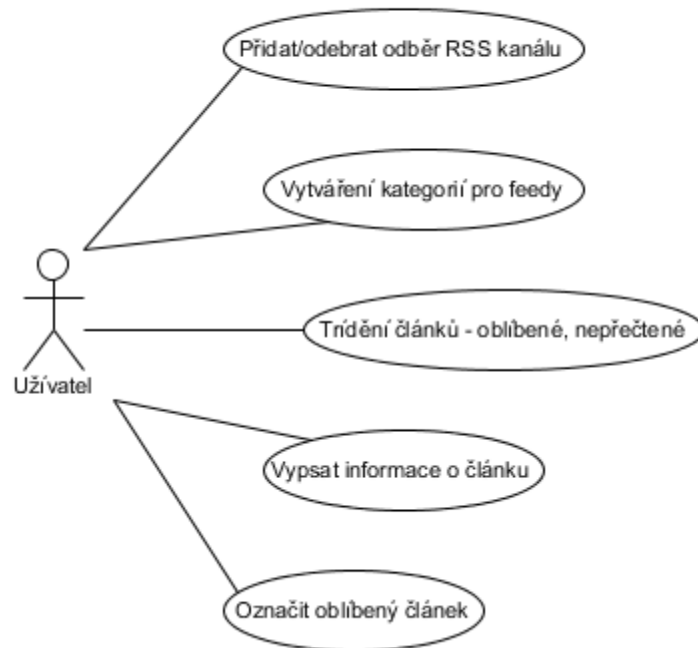 Přidat/odebrat odběr RSS kanálu
Vytváření kategorií pro feedy
Trídění článků - oblíbené, nepřečtené
Užívatel
Vypsat informace o článku
Označit oblíbený článek